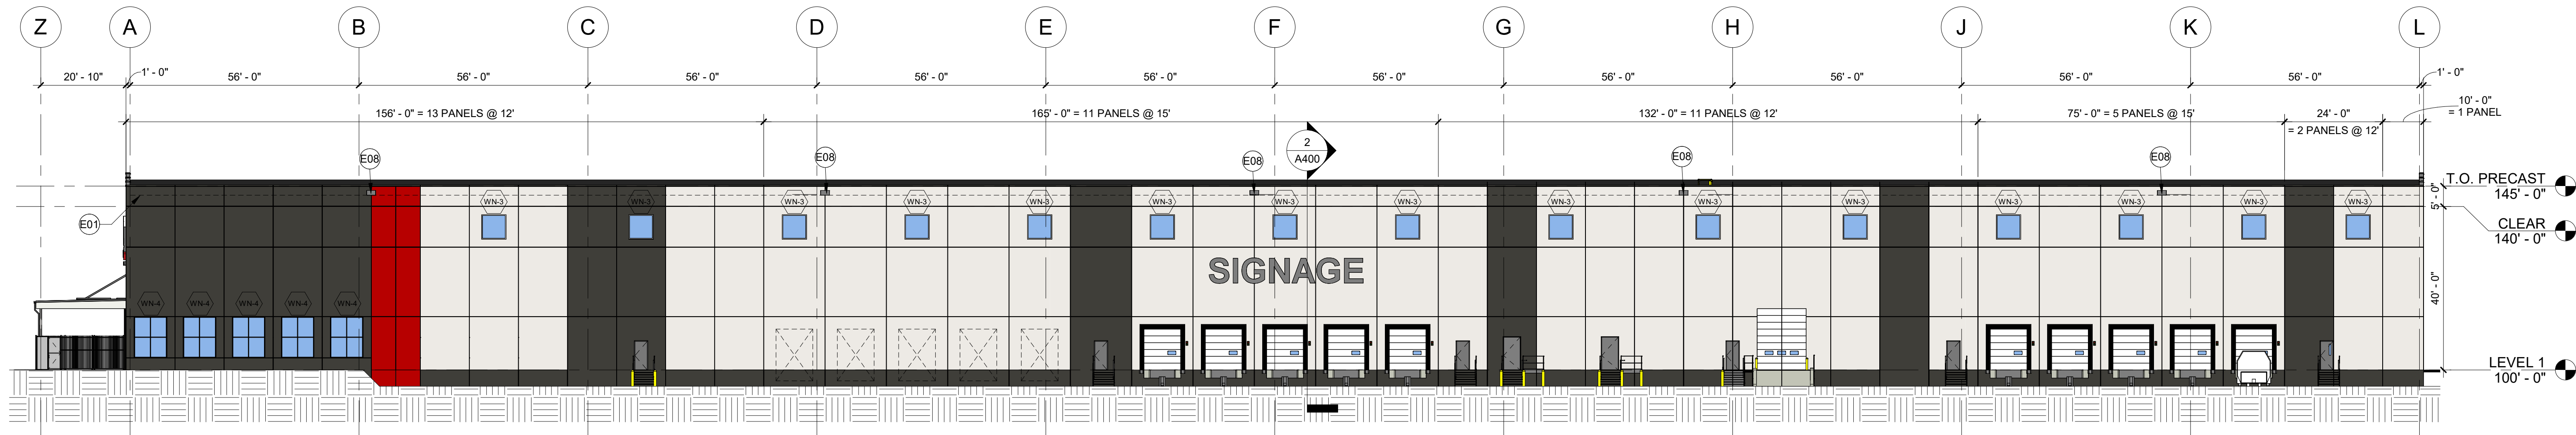 Z A B C D E F G H J K L
20' - 10" 1' - 0" 56' - 0" 56' - 0" 56' - 0" 56' - 0" 56' - 0" 56' - 0" 56' - 0" 56' - 0" 56' - 0" 56' - 0" 1' - 0"
156' - 0" = 13 PANELS @ 12' 165' - 0" = 11 PANELS @ 15' 132' - 0" = 11 PANELS @ 12' 75' - 0" = 5 PANELS @ 15' 24' - 0" 10' - 0"
= 2 PANELS @ 12' = 1 PANEL
2
A400
E08 E08 E08 E08 E08
T.O. PRECAST
145' - 0"
5' - 0"
WN-3 WN-3 WN-3 WN-3 WN-3 WN-3 WN-3 WN-3 WN-3 WN-3 WN-3 WN-3 WN-3 WN-3 WN-3
E01
CLEAR
140' - 0"
SIGNAGE
40' - 0"
WN-4 WN-4 WN-4 WN-4 WN-4
LEVEL 1
100' - 0"